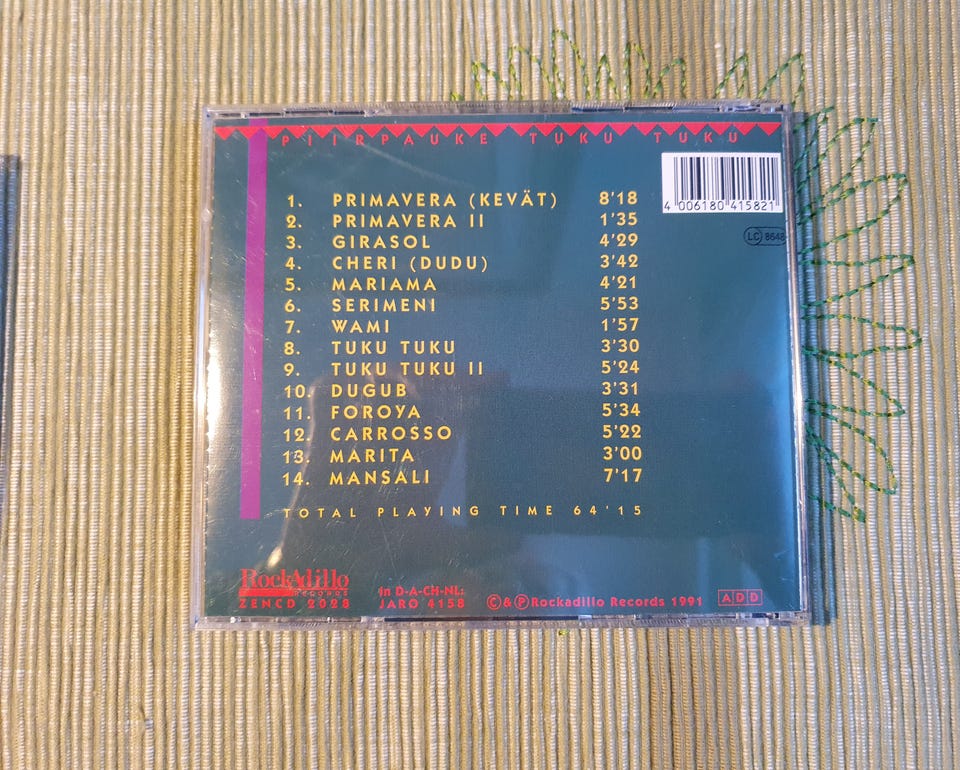 PIIRPAUKE TUKU TUKU
4 006180 415821
LC 8648
1. PRIMAVERA (KEVÄT) 8'18
2. PRIMAVERA II 1'35
3. GIRASOL 4'29
4. CHERI (DUDU) 3'42
5. MARIAMA 4'21
6. SERIMENI 5'53
7. WAMI 1'57
8. TUKU TUKU 3'30
9. TUKU TUKU II 5'24
10. DUGUB 3'31
11. FOROYA 5'34
12. CARROSSO 5'22
13. MARITA 3'00
14. MANSALI 7'17
TOTAL PLAYING TIME 64'15
RockAdillo
RECORDS
ZENCD 2028
in D-A-CH-NL:
JARO 4158
©&℗Rockadillo Records 1991
ADD